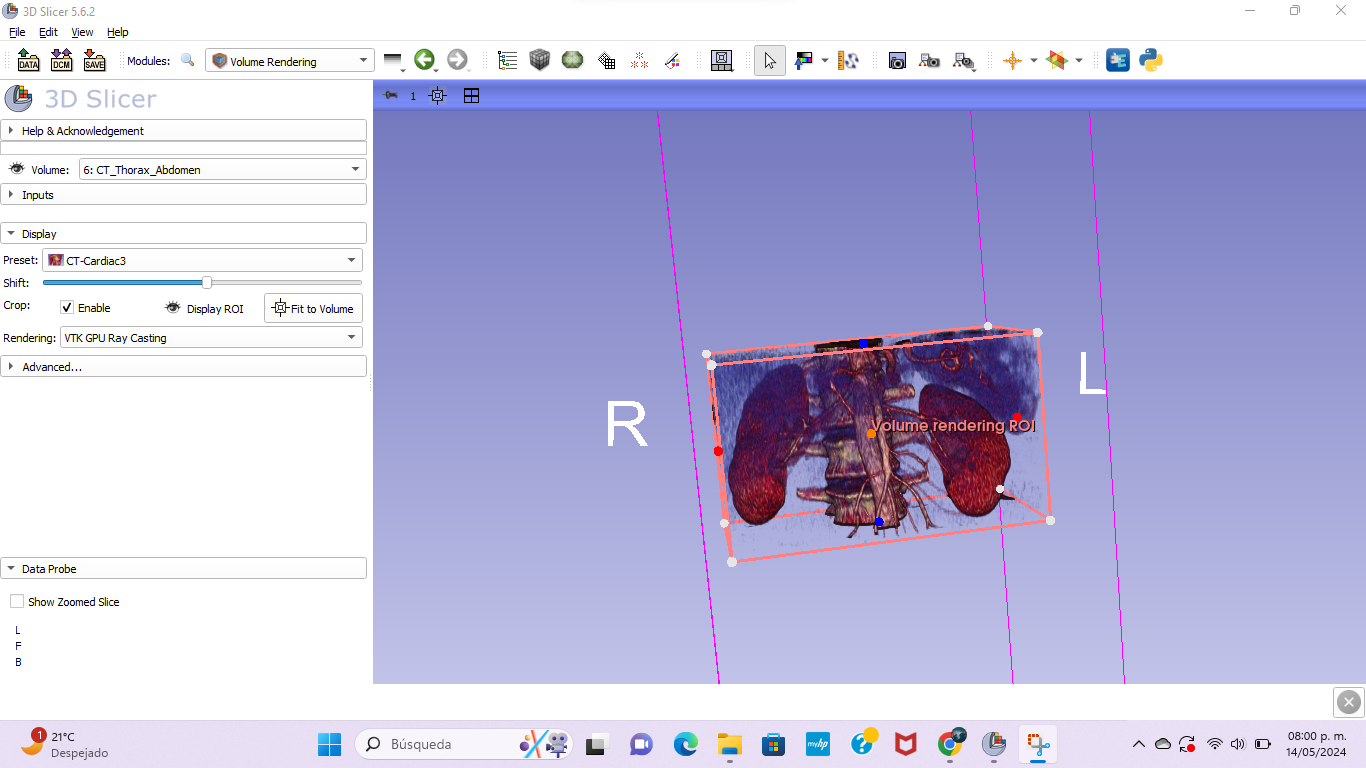 3D Slicer 5.6.2
File Edit View Help
DATA DCM SAVE Modules: Volume Rendering
3D Slicer
1
Help & Acknowledgement
Volume: 6: CT_Thorax_Abdomen
Inputs
Display
Preset: CT-Cardiac3
Shift:
Crop: Enable Display ROI Fit to Volume
Rendering: VTK GPU Ray Casting
Advanced...
R
L
Volume rendering ROI
Data Probe
Show Zoomed Slice
L
F
B
1
21°C
Despejado
Búsqueda
myhp
08:00 p. m.
14/05/2024